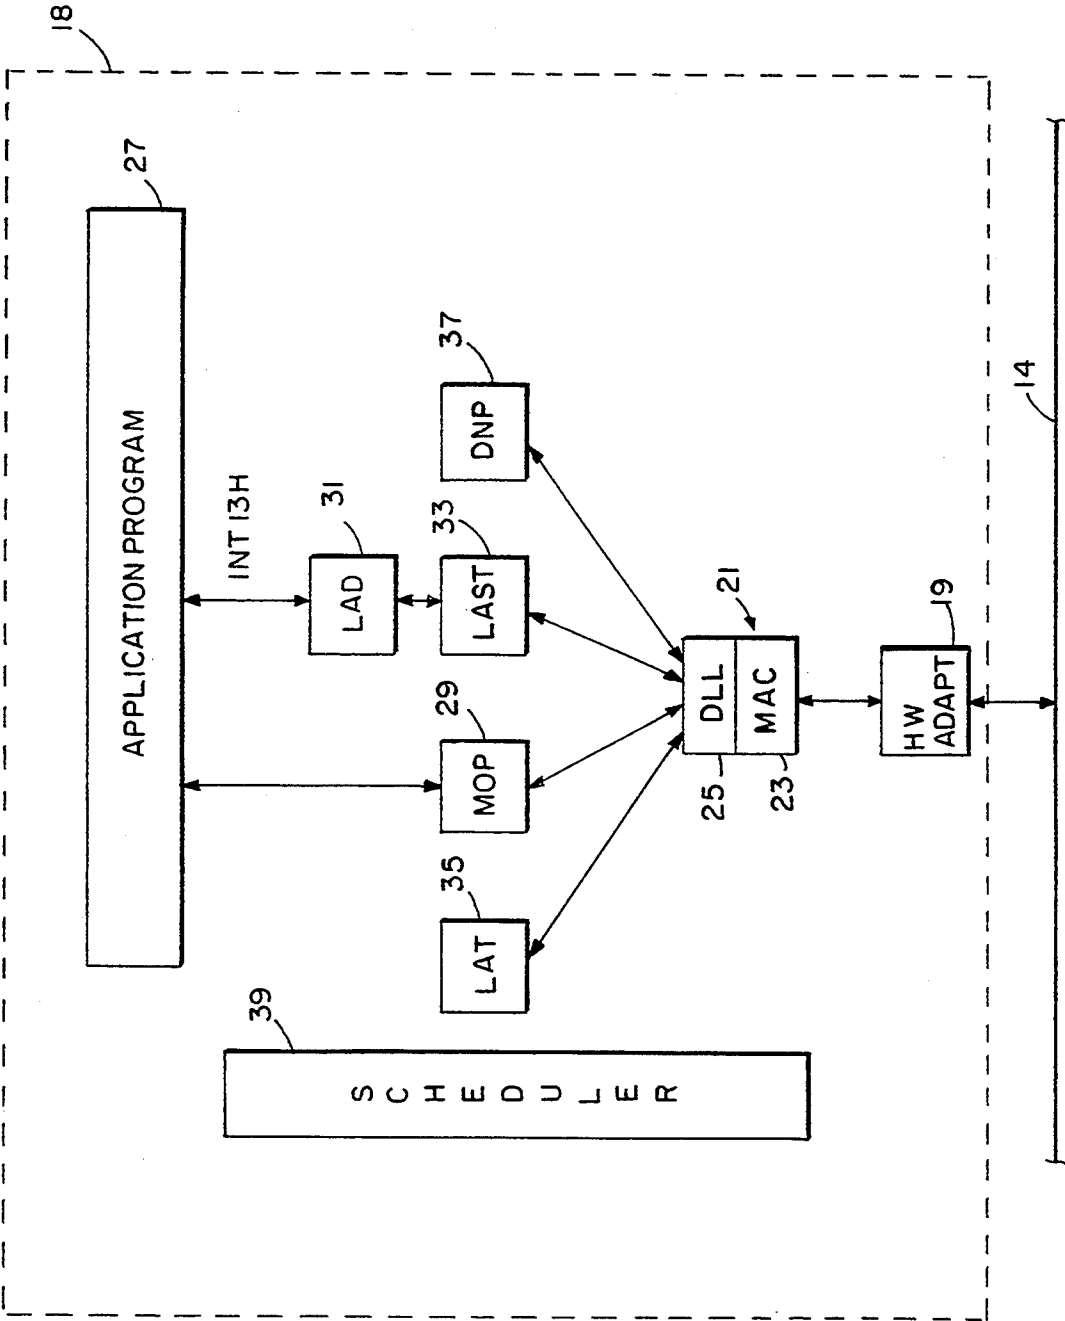 18
27
APPLICATION PROGRAM
INT 13H
31
LAD
37
DNP
33
LAST
29
MOP
35
LAT
39
SCHEDULER
21
DLL
MAC
25
23
19
HW
ADAPT
14